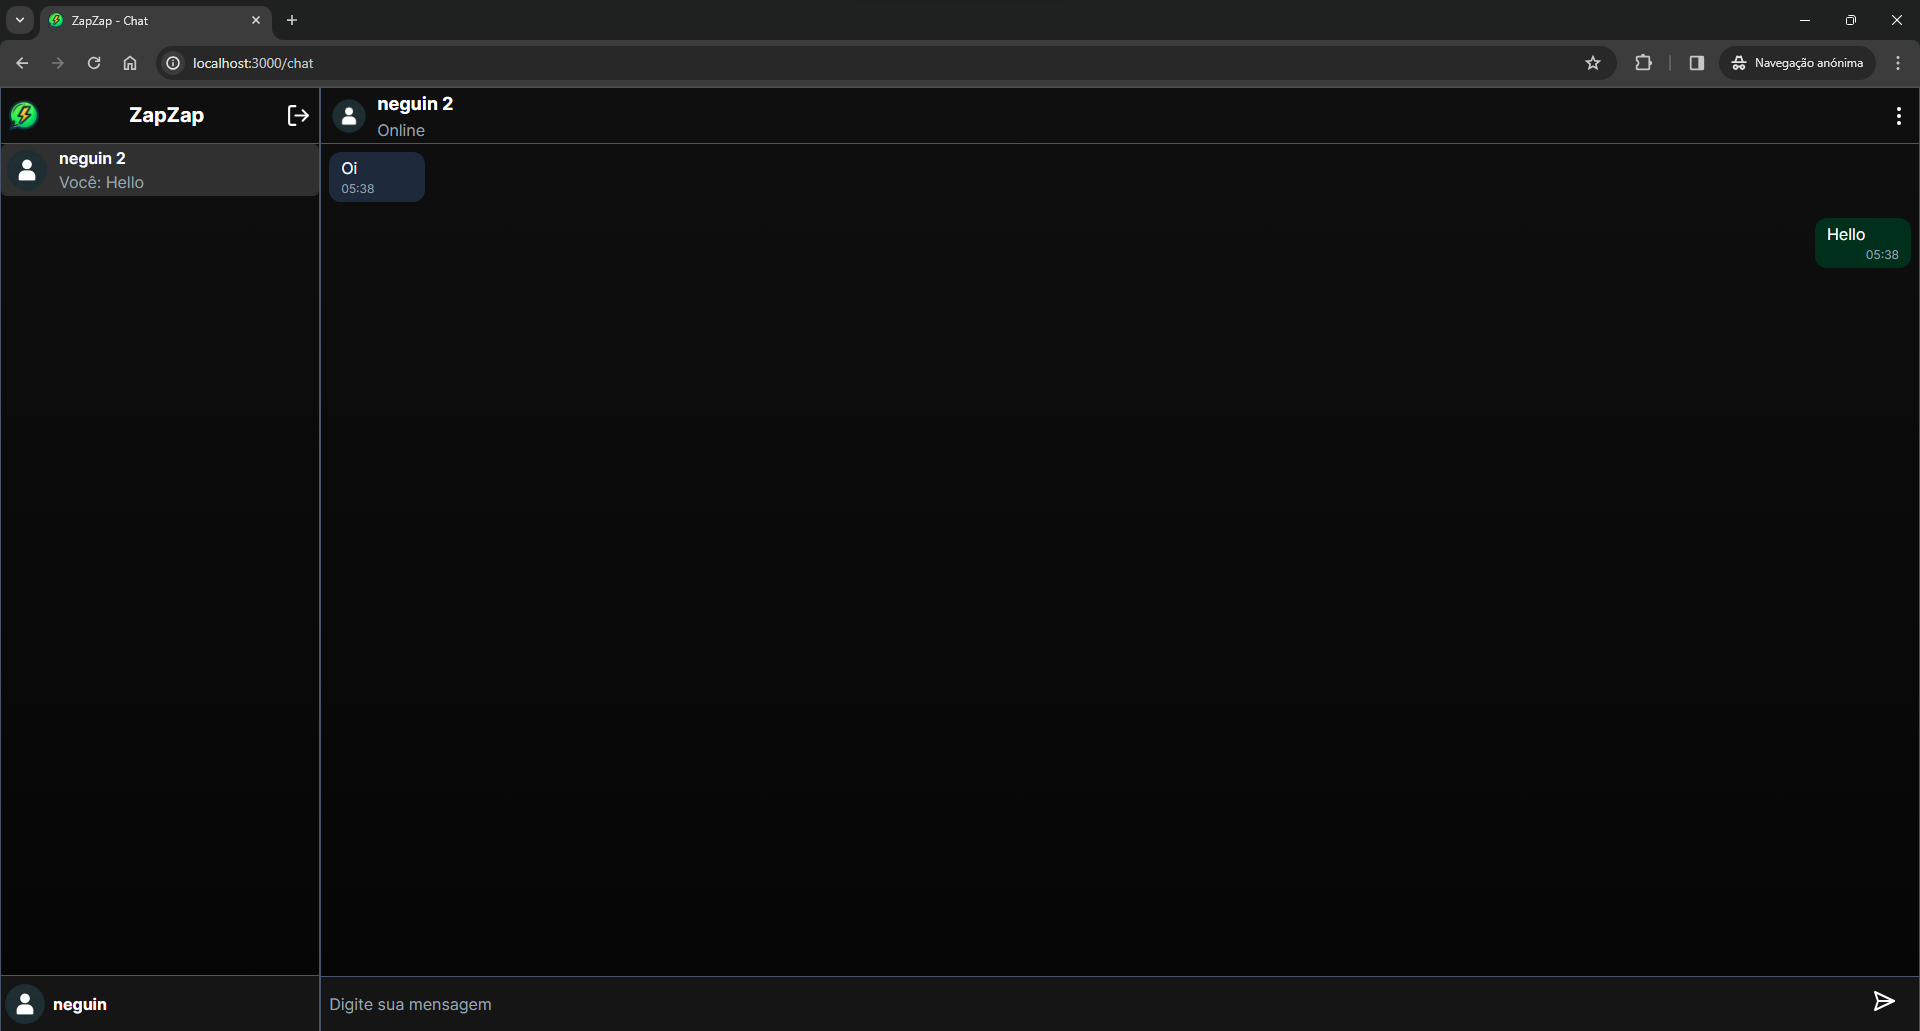 ZapZap - Chat
localhost:3000/chat
Navegação anónima
ZapZap
neguin 2
Você: Hello
neguin 2
Online
Oi
05:38
Hello
05:38
neguin
Digite sua mensagem